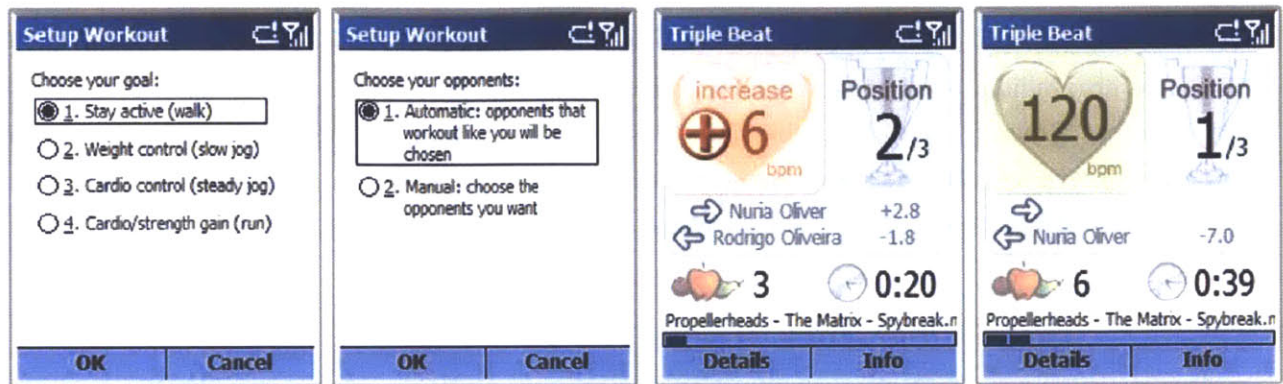 Setup Workout
Choose your goal:
1. Stay active (walk)
2. Weight control (slow jog)
3. Cardio control (steady jog)
4. Cardio/strength gain (run)
OK Cancel
Setup Workout
Choose your opponents:
1. Automatic: opponents that
workout like you will be
chosen
2. Manual: choose the
opponents you want
OK Cancel
Triple Beat
increase
6
bpm
Position
2/3
Nuria Oliver +2.8
Rodrigo Oliveira -1.8
3 0:20
Propellerheads - The Matrix - Spybreak.n
Details Info
Triple Beat
120
bpm
Position
1/3
Nuria Oliver -7.0
6 0:39
Propellerheads - The Matrix - Spybreak.n
Details Info